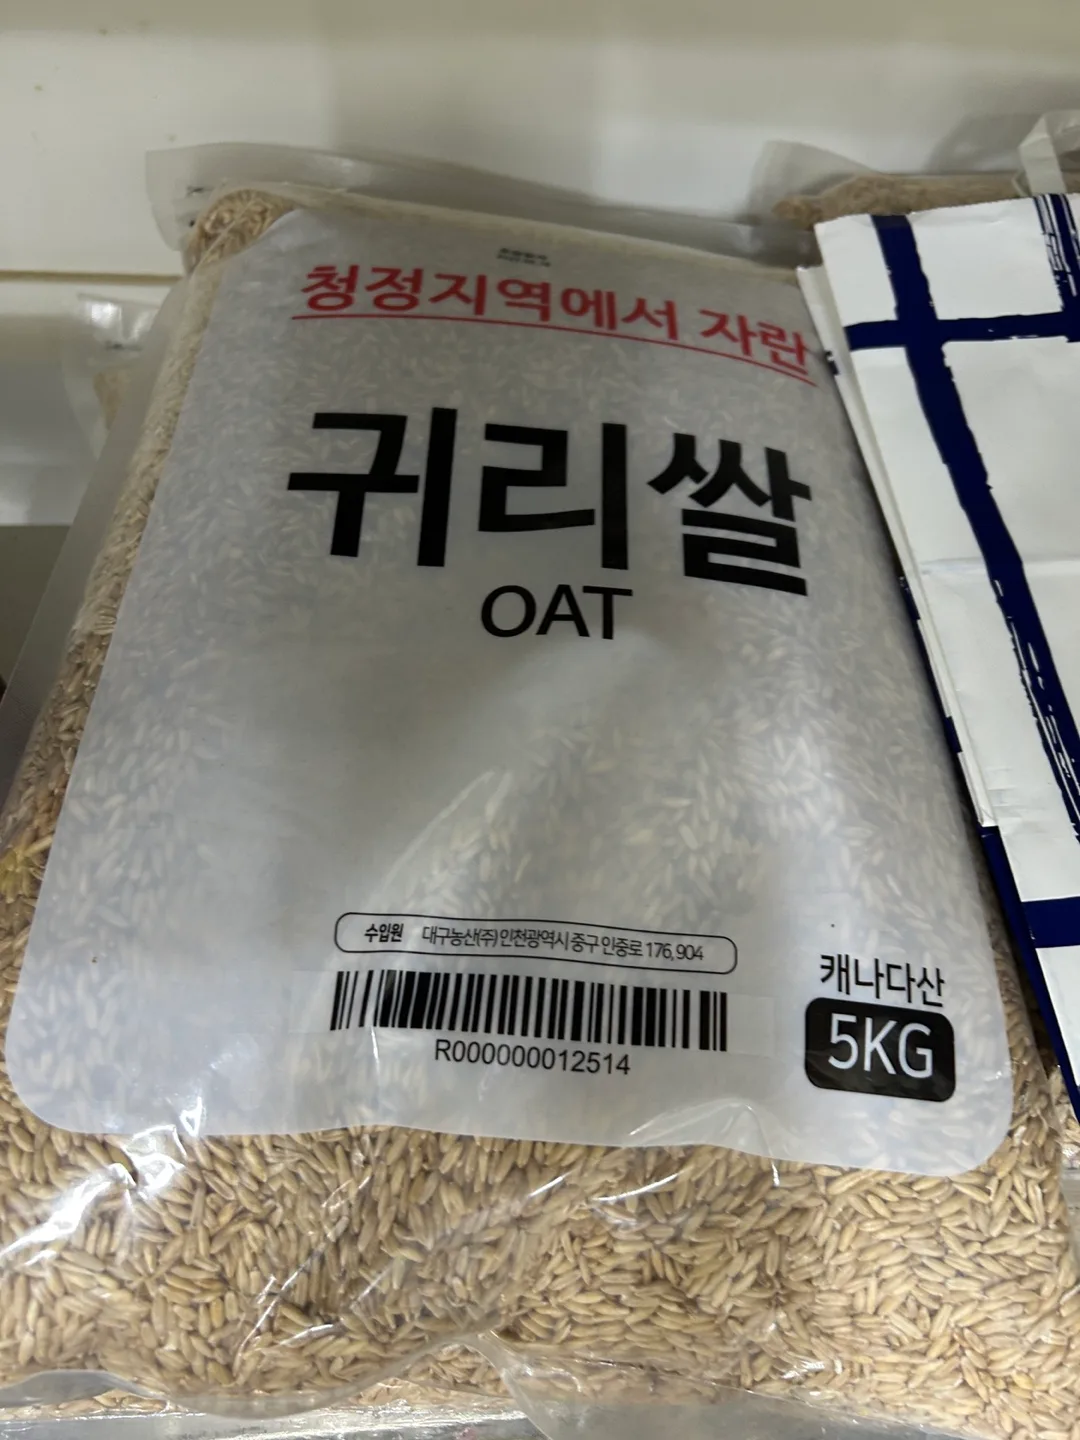 청정지역에서 자란
귀리쌀
OAT
수입원 대구농산(주) 인천광역시 중구 인중로 176, 904
R000000012514
캐나다산
5KG